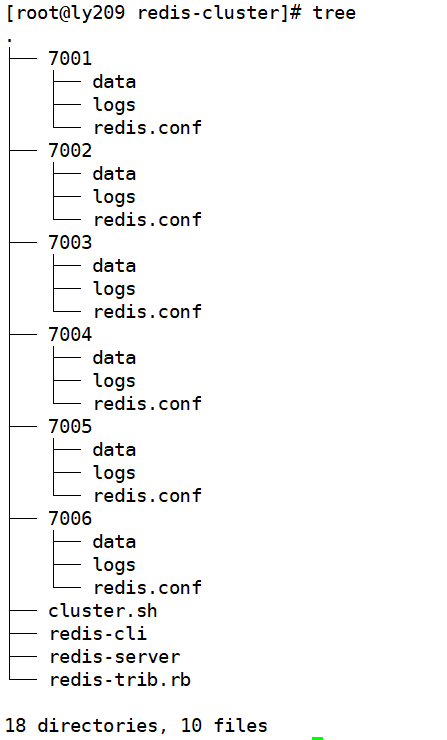 [root@ly209 redis-cluster]# tree
.
├── 7001
│   ├── data
│   ├── logs
│   └── redis.conf
├── 7002
│   ├── data
│   ├── logs
│   └── redis.conf
├── 7003
│   ├── data
│   ├── logs
│   └── redis.conf
├── 7004
│   ├── data
│   ├── logs
│   └── redis.conf
├── 7005
│   ├── data
│   ├── logs
│   └── redis.conf
├── 7006
│   ├── data
│   ├── logs
│   └── redis.conf
├── cluster.sh
├── redis-cli
├── redis-server
└── redis-trib.rb
18 directories, 10 files